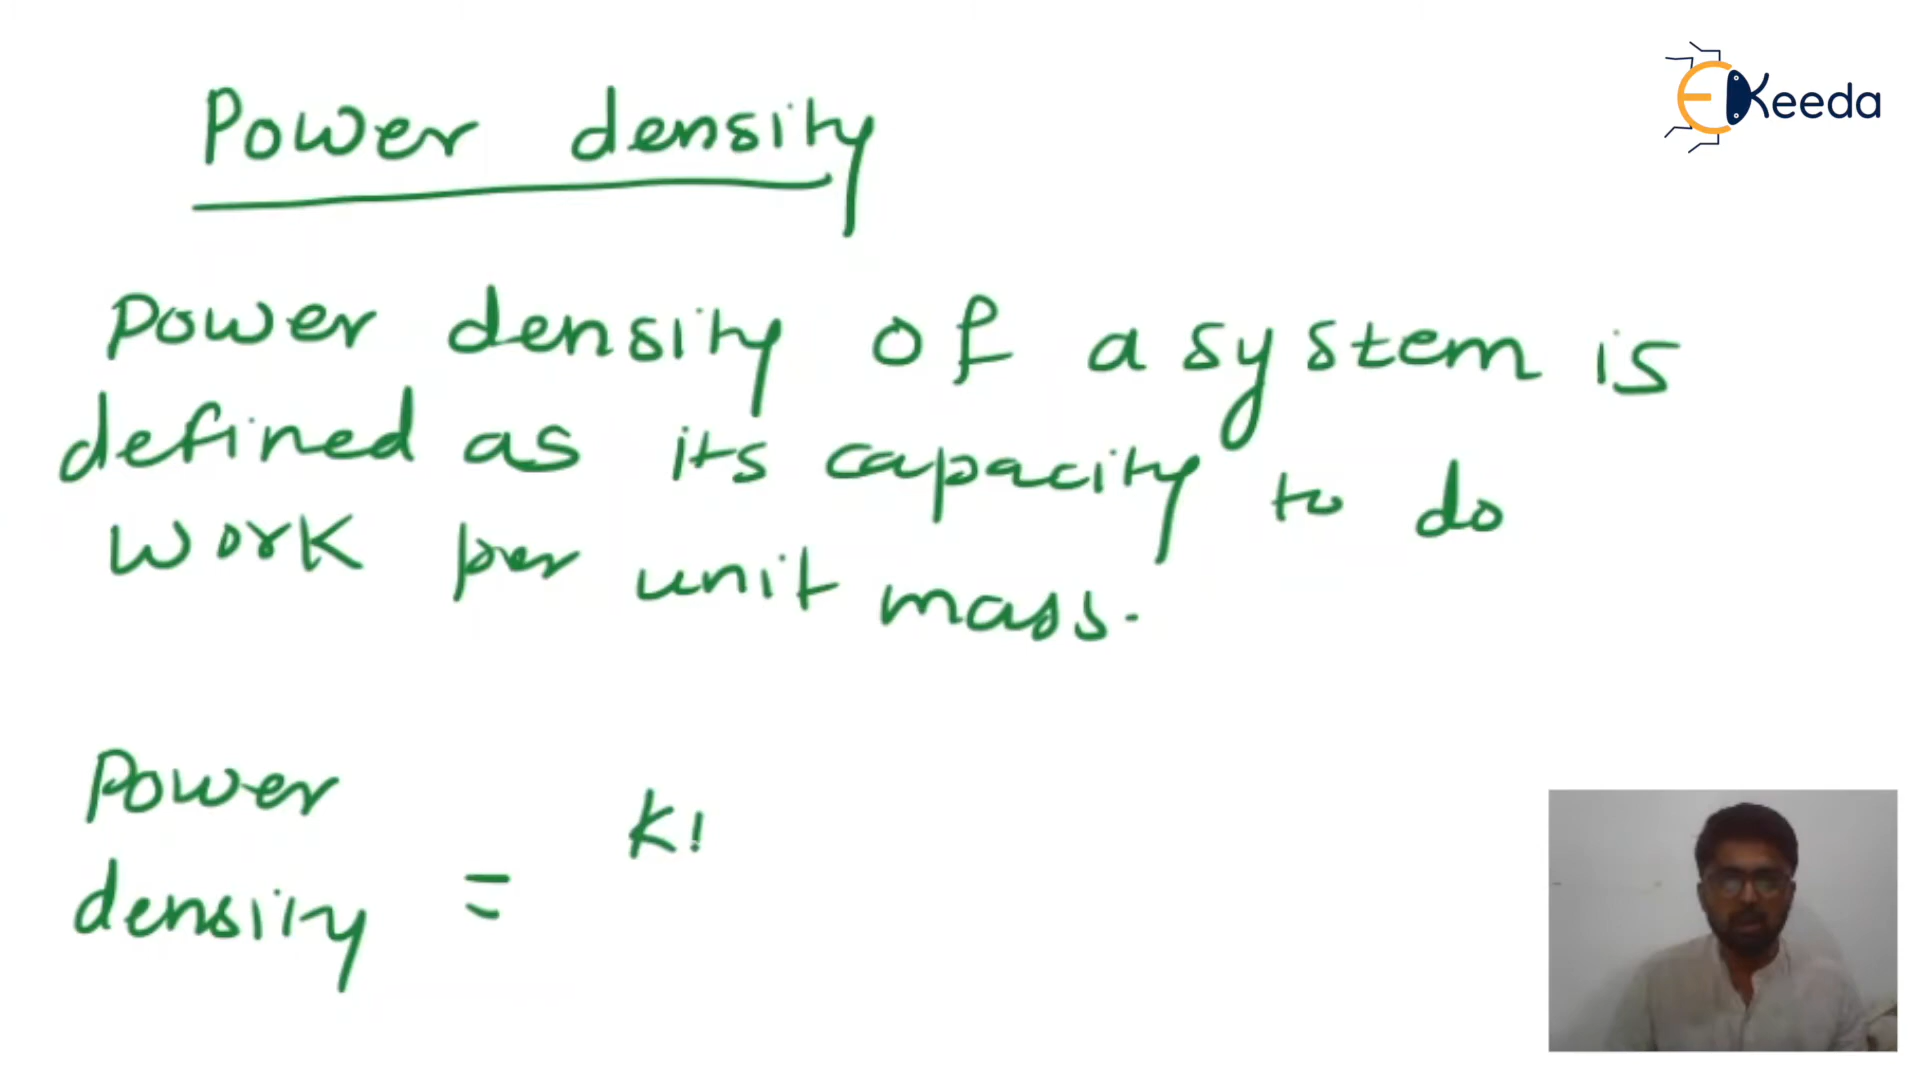 EKeeda
Power density
Power density of a system is
defined as its capacity to do
work per unit mass.
Power
density =